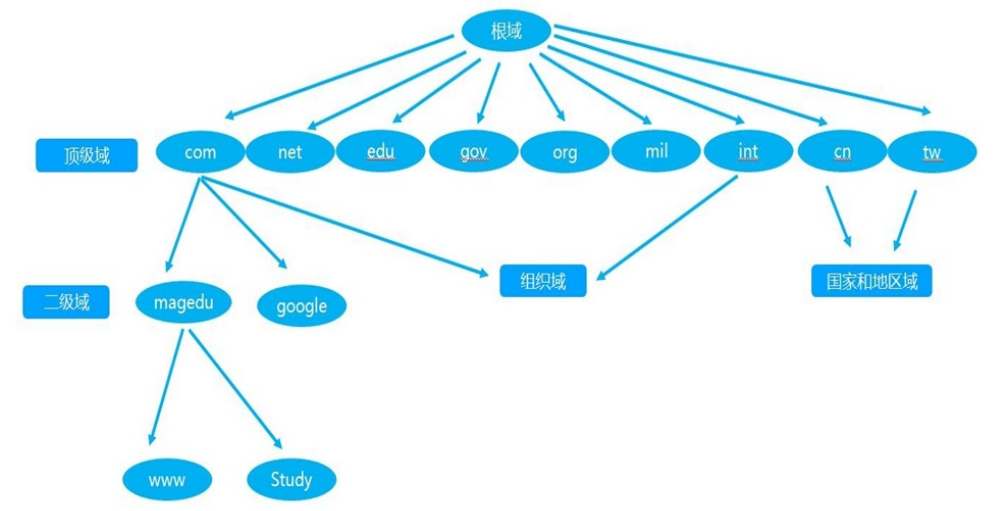 根域
顶级域
com
net
edu
gov
org
mil
int
cn
tw
组织域
国家和地区域
二级域
magedu
google
www
Study